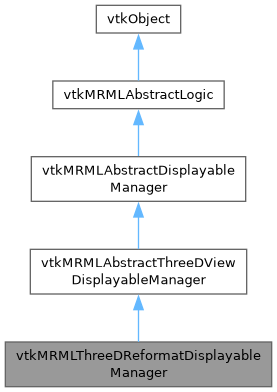 vtkObject
vtkMRMLAbstractLogic
vtkMRMLAbstractDisplayable
Manager
vtkMRMLAbstractThreeDView
DisplayableManager
vtkMRMLThreeDReformatDisplayable
Manager